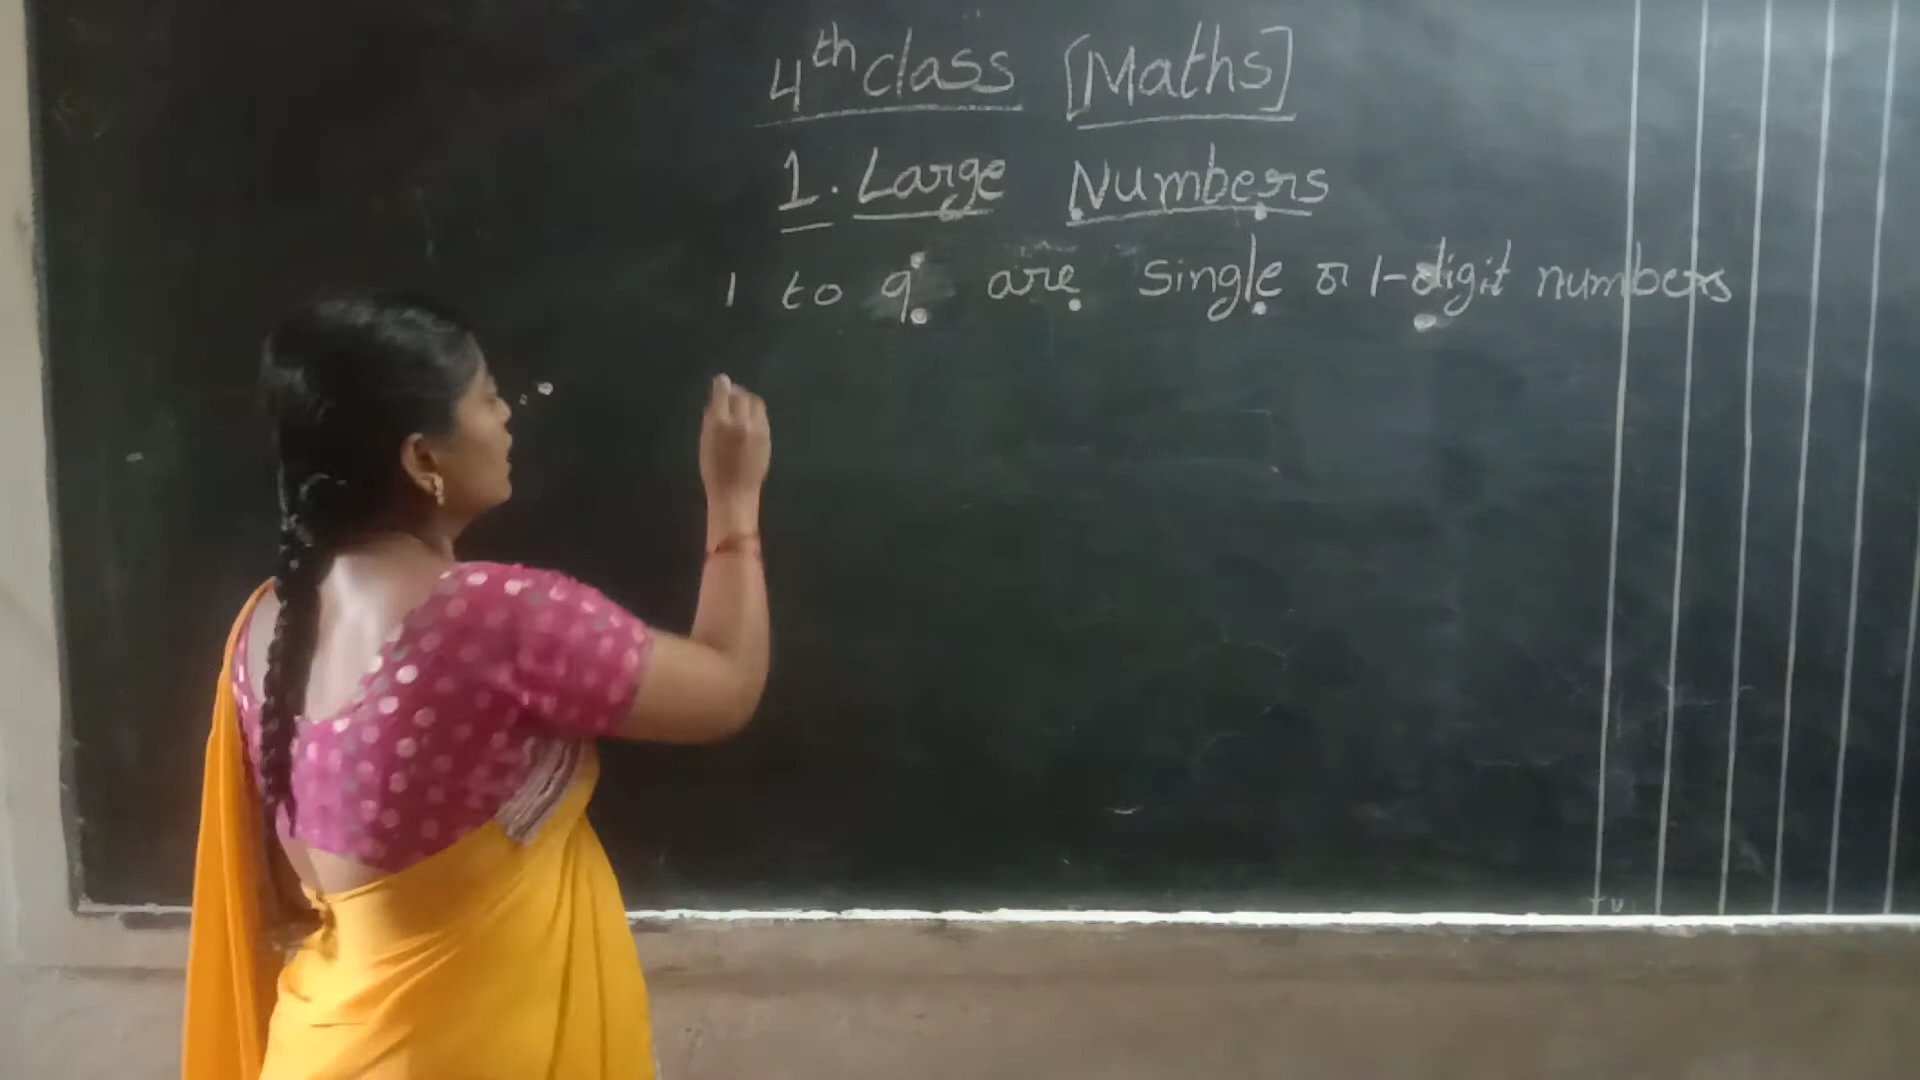 4th class [Maths]
1. Large Numbers
1 to 9 are single or 1-digit numbers